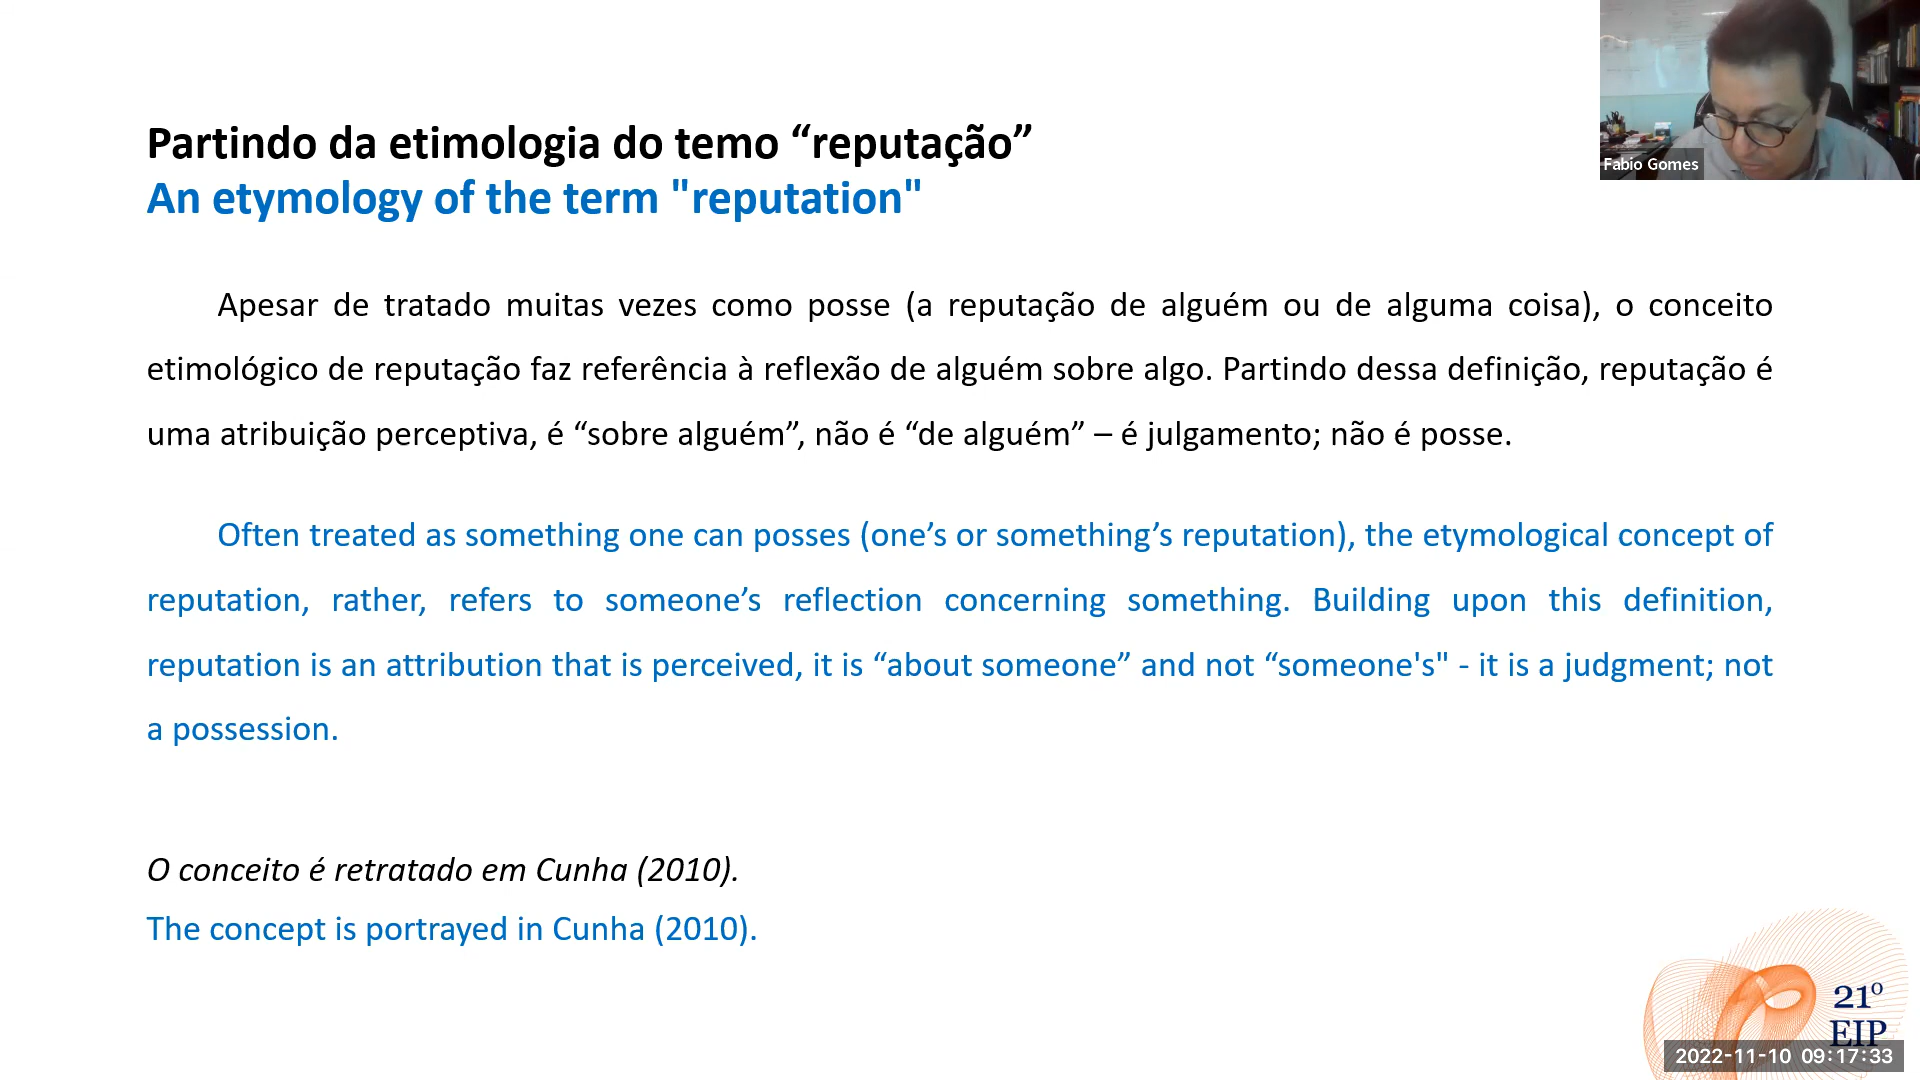 Partindo da etimologia do temo “reputação”
An etymology of the term "reputation"
Fabio Gomes
Apesar de tratado muitas vezes como posse (a reputação de alguém ou de alguma coisa), o conceito
etimológico de reputação faz referência à reflexão de alguém sobre algo. Partindo dessa definição, reputação é
uma atribuição perceptiva, é “sobre alguém”, não é “de alguém” – é julgamento; não é posse.
Often treated as something one can posses (one’s or something’s reputation), the etymological concept of
reputation, rather, refers to someone’s reflection concerning something. Building upon this definition,
reputation is an attribution that is perceived, it is “about someone” and not “someone's" - it is a judgment; not
a possession.
O conceito é retratado em Cunha (2010).
The concept is portrayed in Cunha (2010).
21º
EIP
2022-11-10 09:17:33